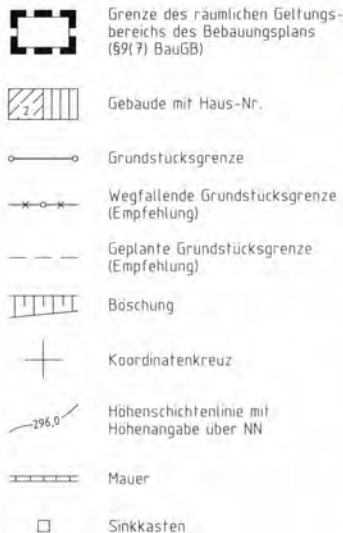 Grenze des räumlichen Geltungs-
bereichs des Bebauungsplans
(§9(7) BauGB)
2
Gebäude mit Haus-Nr.
Grundstücksgrenze
Wegfallende Grundstücksgrenze
(Empfehlung)
Geplante Grundstücksgrenze
(Empfehlung)
Böschung
Koordinatenkreuz
296,0
Höhenschichtenlinie mit
Höhenangabe über NN
Mauer
Sinkkasten